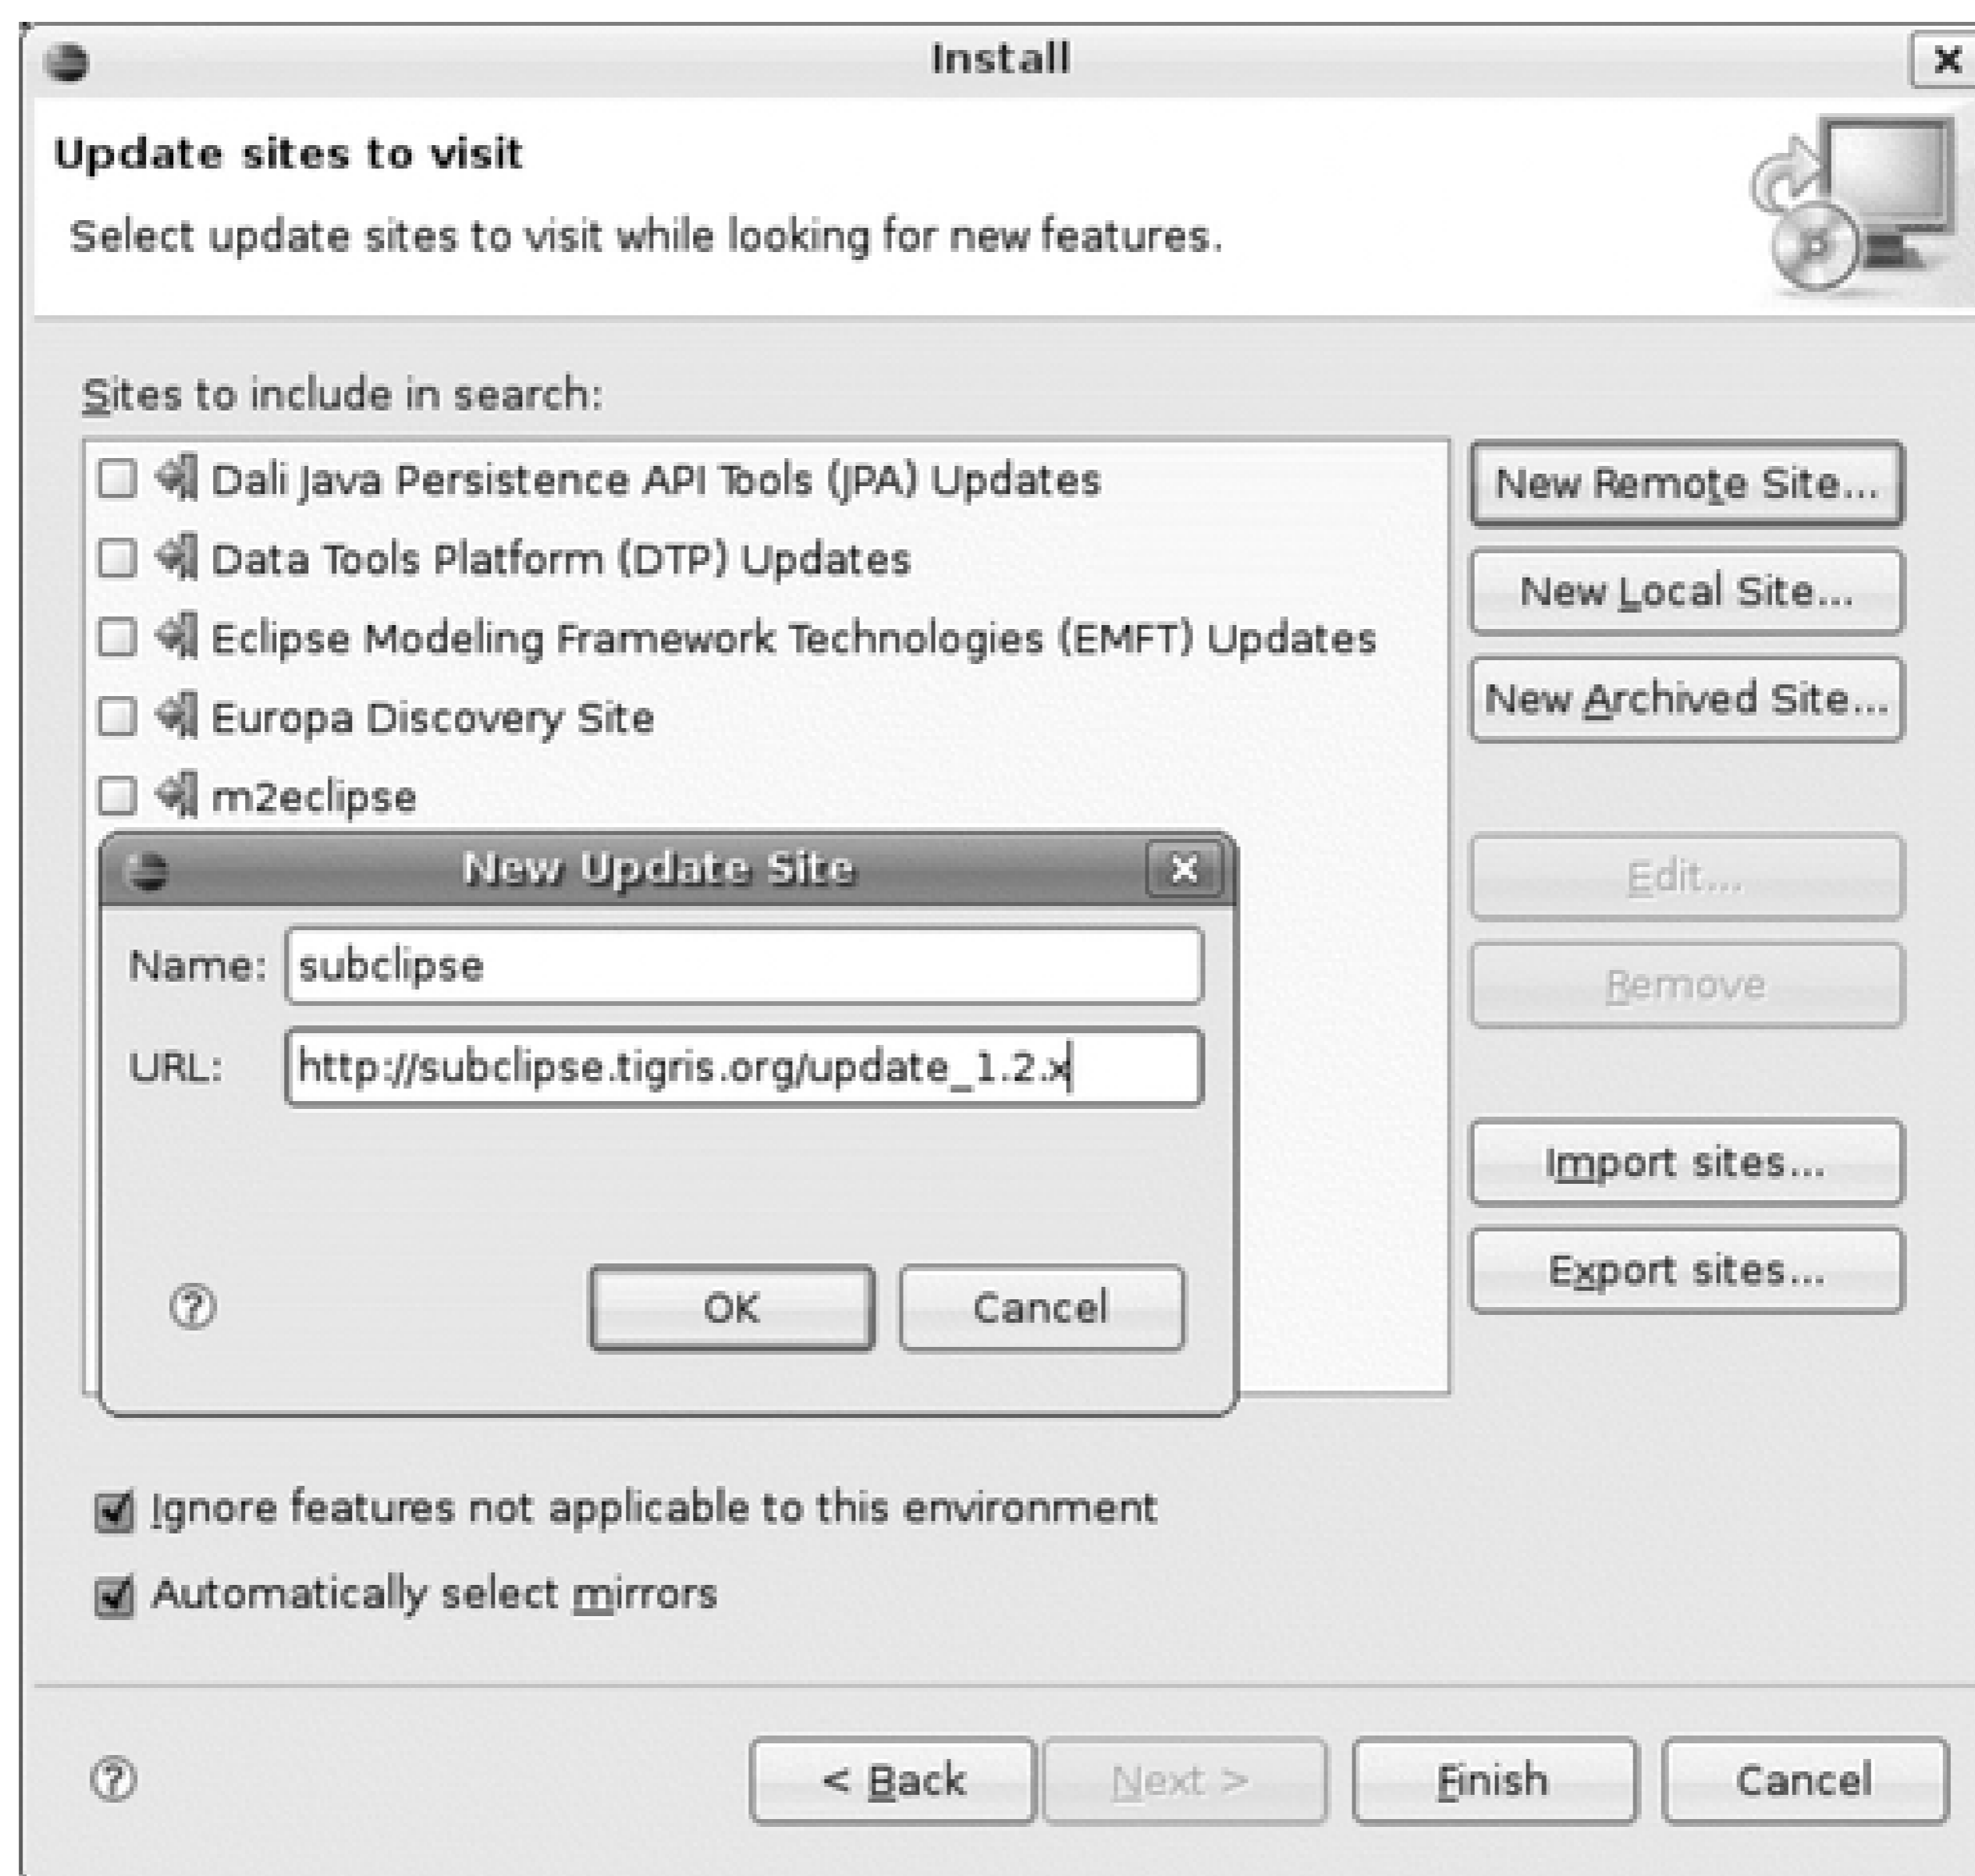 Install
Update sites to visit
Select update sites to visit while looking for new features.
Sites to include in search:
Dali Java Persistence API Tools (JPA) Updates
Data Tools Platform (DTP) Updates
Eclipse Modeling Framework Technologies (EMFT) Updates
Europa Discovery Site
m2eclipse
New Update Site
Name: subclipse
URL: http://subclipse.tigris.org/update_1.2.x
OK Cancel
New Remote Site...
New Local Site...
New Archived Site...
Edit...
Remove
Import sites...
Export sites...
Ignore features not applicable to this environment
Automatically select mirrors
< Back Next > Finish Cancel